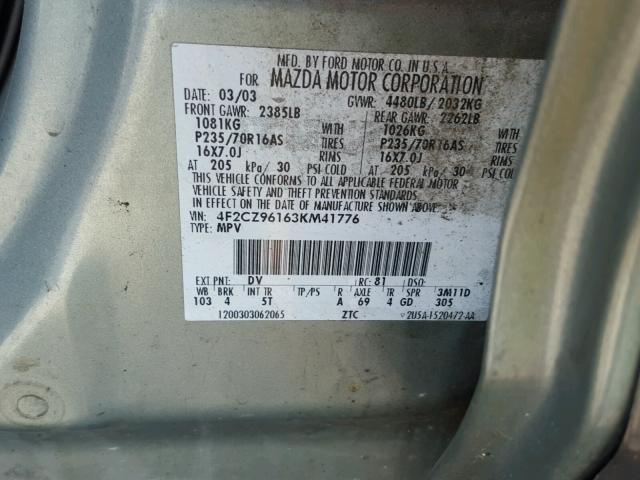 MFD. BY FORD MOTOR CO. IN U.S.A.
FOR MAZDA MOTOR CORPORATION
DATE: 03/03 GVWR: 4480LB/ 2032KG
FRONT GAWR: 2385LB REAR GAWR: 2262LB
1081KG WITH 1026KG WITH
P235/70R16AS TIRES P235/70R16AS TIRES
16X7.0J RIMS 16X7.0J RIMS
AT 205 kPa/ 30 PSI COLD AT 205 kPa/ 30 PSI COLD
THIS VEHICLE CONFORMS TO ALL APPLICABLE FEDERAL MOTOR
VEHICLE SAFETY AND THEFT PREVENTION STANDARDS
IN EFFECT ON THE DATE OF MANUFACTURE SHOWN ABOVE.
VIN: 4F2CZ96163KM41776
TYPE: MPV
EXT PNT: DV RC: 81 DSO:
WB BRK INT TR TP/PS R AXLE TR SPR 3M11D
103 4 5T A 69 4 GD 305
1200303062065 ZTC 2U5A-1520472-AA